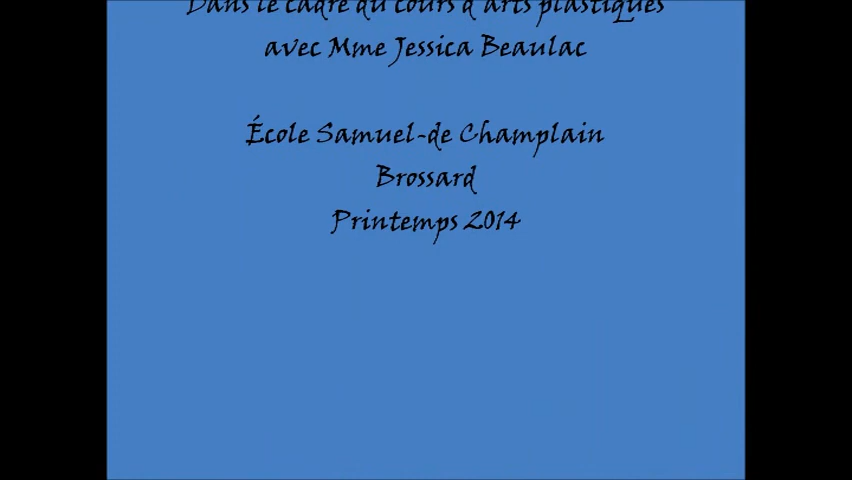 Dans le cadre du cours d'arts plastiques
avec Mme Jessica Beaulac
École Samuel-de Champlain
Brossard
Printemps 2014